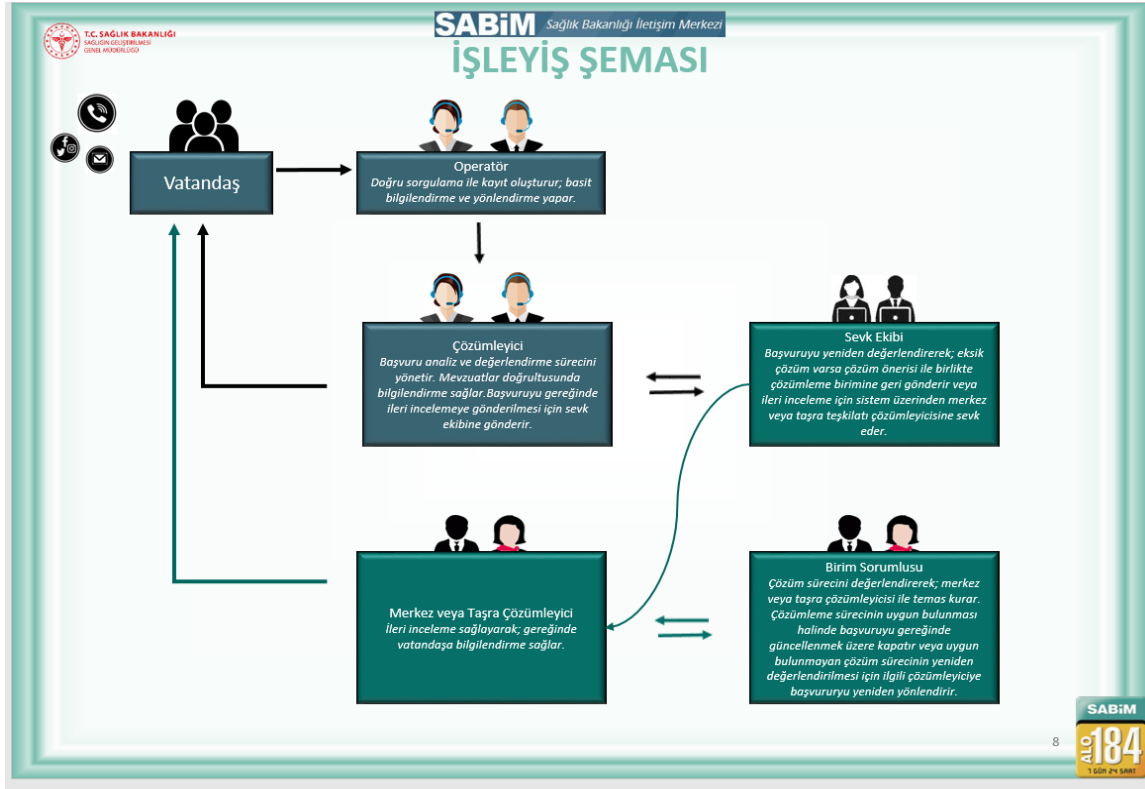 T.C. SAĞLIK BAKANLIĞI
SAĞLIĞIN GELİŞTİRİLMESİ
GENEL MÜDÜRLÜĞÜ
SABİM Sağlık Bakanlığı İletişim Merkezi
İŞLEYİŞ ŞEMASI
Vatandaş
Operatör
Doğru sorgulama ile kayıt oluşturur; basit
bilgilendirme ve yönlendirme yapar.
Çözümleyici
Başvuru analiz ve değerlendirme sürecini
yönetir. Mevzuatlar doğrultusunda
bilgilendirme sağlar.Başvuruyu gereğinde
ileri incelemeye gönderilmesi için sevk
ekibine gönderir.
Sevk Ekibi
Başvuruyu yeniden değerlendirerek; eksik
çözüm varsa çözüm önerisi ile birlikte
çözümleme birimine geri gönderir veya
ileri inceleme için sistem üzerinden merkez
veya taşra teşkilatı çözümleyicisine sevk
eder.
Merkez veya Taşra Çözümleyici
İleri inceleme sağlayarak; gereğinde
vatandaşa bilgilendirme sağlar.
Birim Sorumlusu
Çözüm sürecini değerlendirerek; merkez
veya taşra çözümleyicisi ile temas kurar.
Çözümleme sürecinin uygun bulunması
halinde başvuruyu gereğinde
güncellenmek üzere kapatır veya uygun
bulunmayan çözüm sürecinin yeniden
değerlendirilmesi için ilgili çözümleyiciye
başvururyu yeniden yönlendirir.
8
SABİM
ALO 184
7 GÜN 24 SAAT